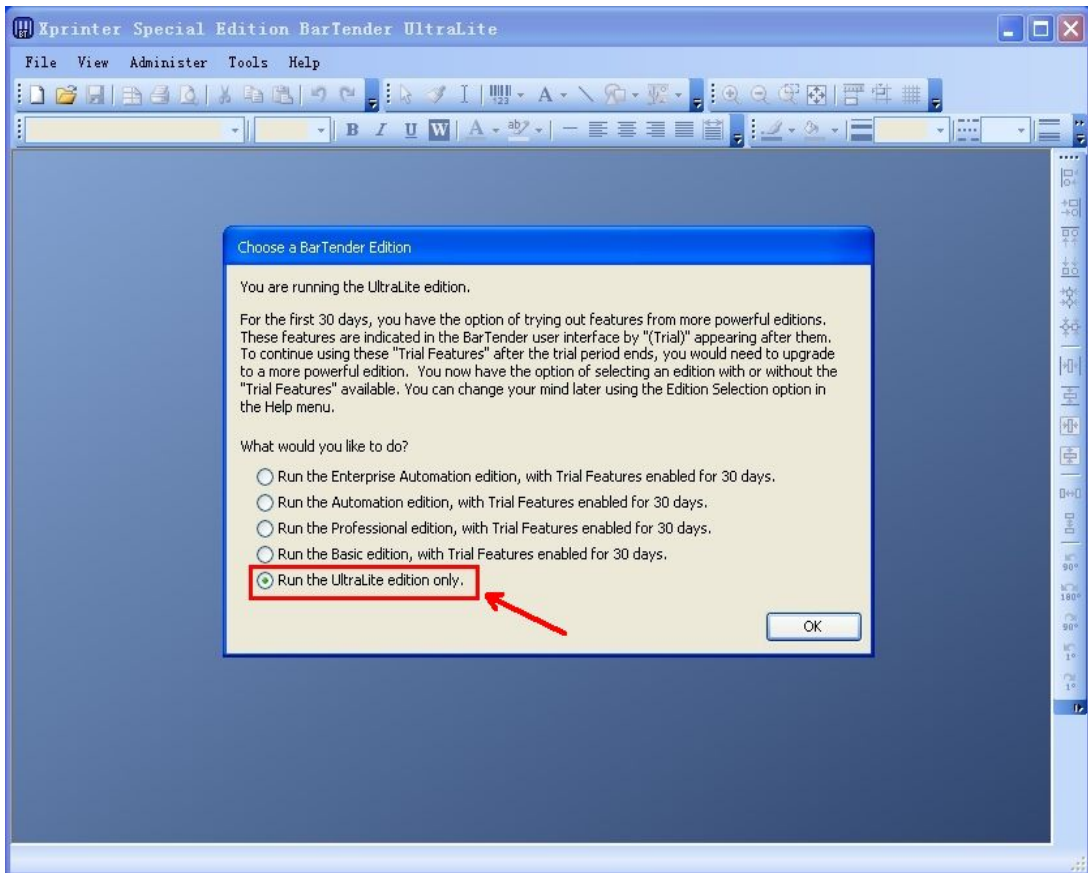 Xprinter Special Edition BarTender UltraLite
File View Administer Tools Help
123 A
B I U W A ab
Choose a BarTender Edition
You are running the UltraLite edition.
For the first 30 days, you have the option of trying out features from more powerful editions.
These features are indicated in the BarTender user interface by "(Trial)" appearing after them.
To continue using these "Trial Features" after the trial period ends, you would need to upgrade
to a more powerful edition. You now have the option of selecting an edition with or without the
"Trial Features" available. You can change your mind later using the Edition Selection option in
the Help menu.
What would you like to do?
Run the Enterprise Automation edition, with Trial Features enabled for 30 days.
Run the Automation edition, with Trial Features enabled for 30 days.
Run the Professional edition, with Trial Features enabled for 30 days.
Run the Basic edition, with Trial Features enabled for 30 days.
Run the UltraLite edition only.
OK
90°
180°
90°
1°
1°